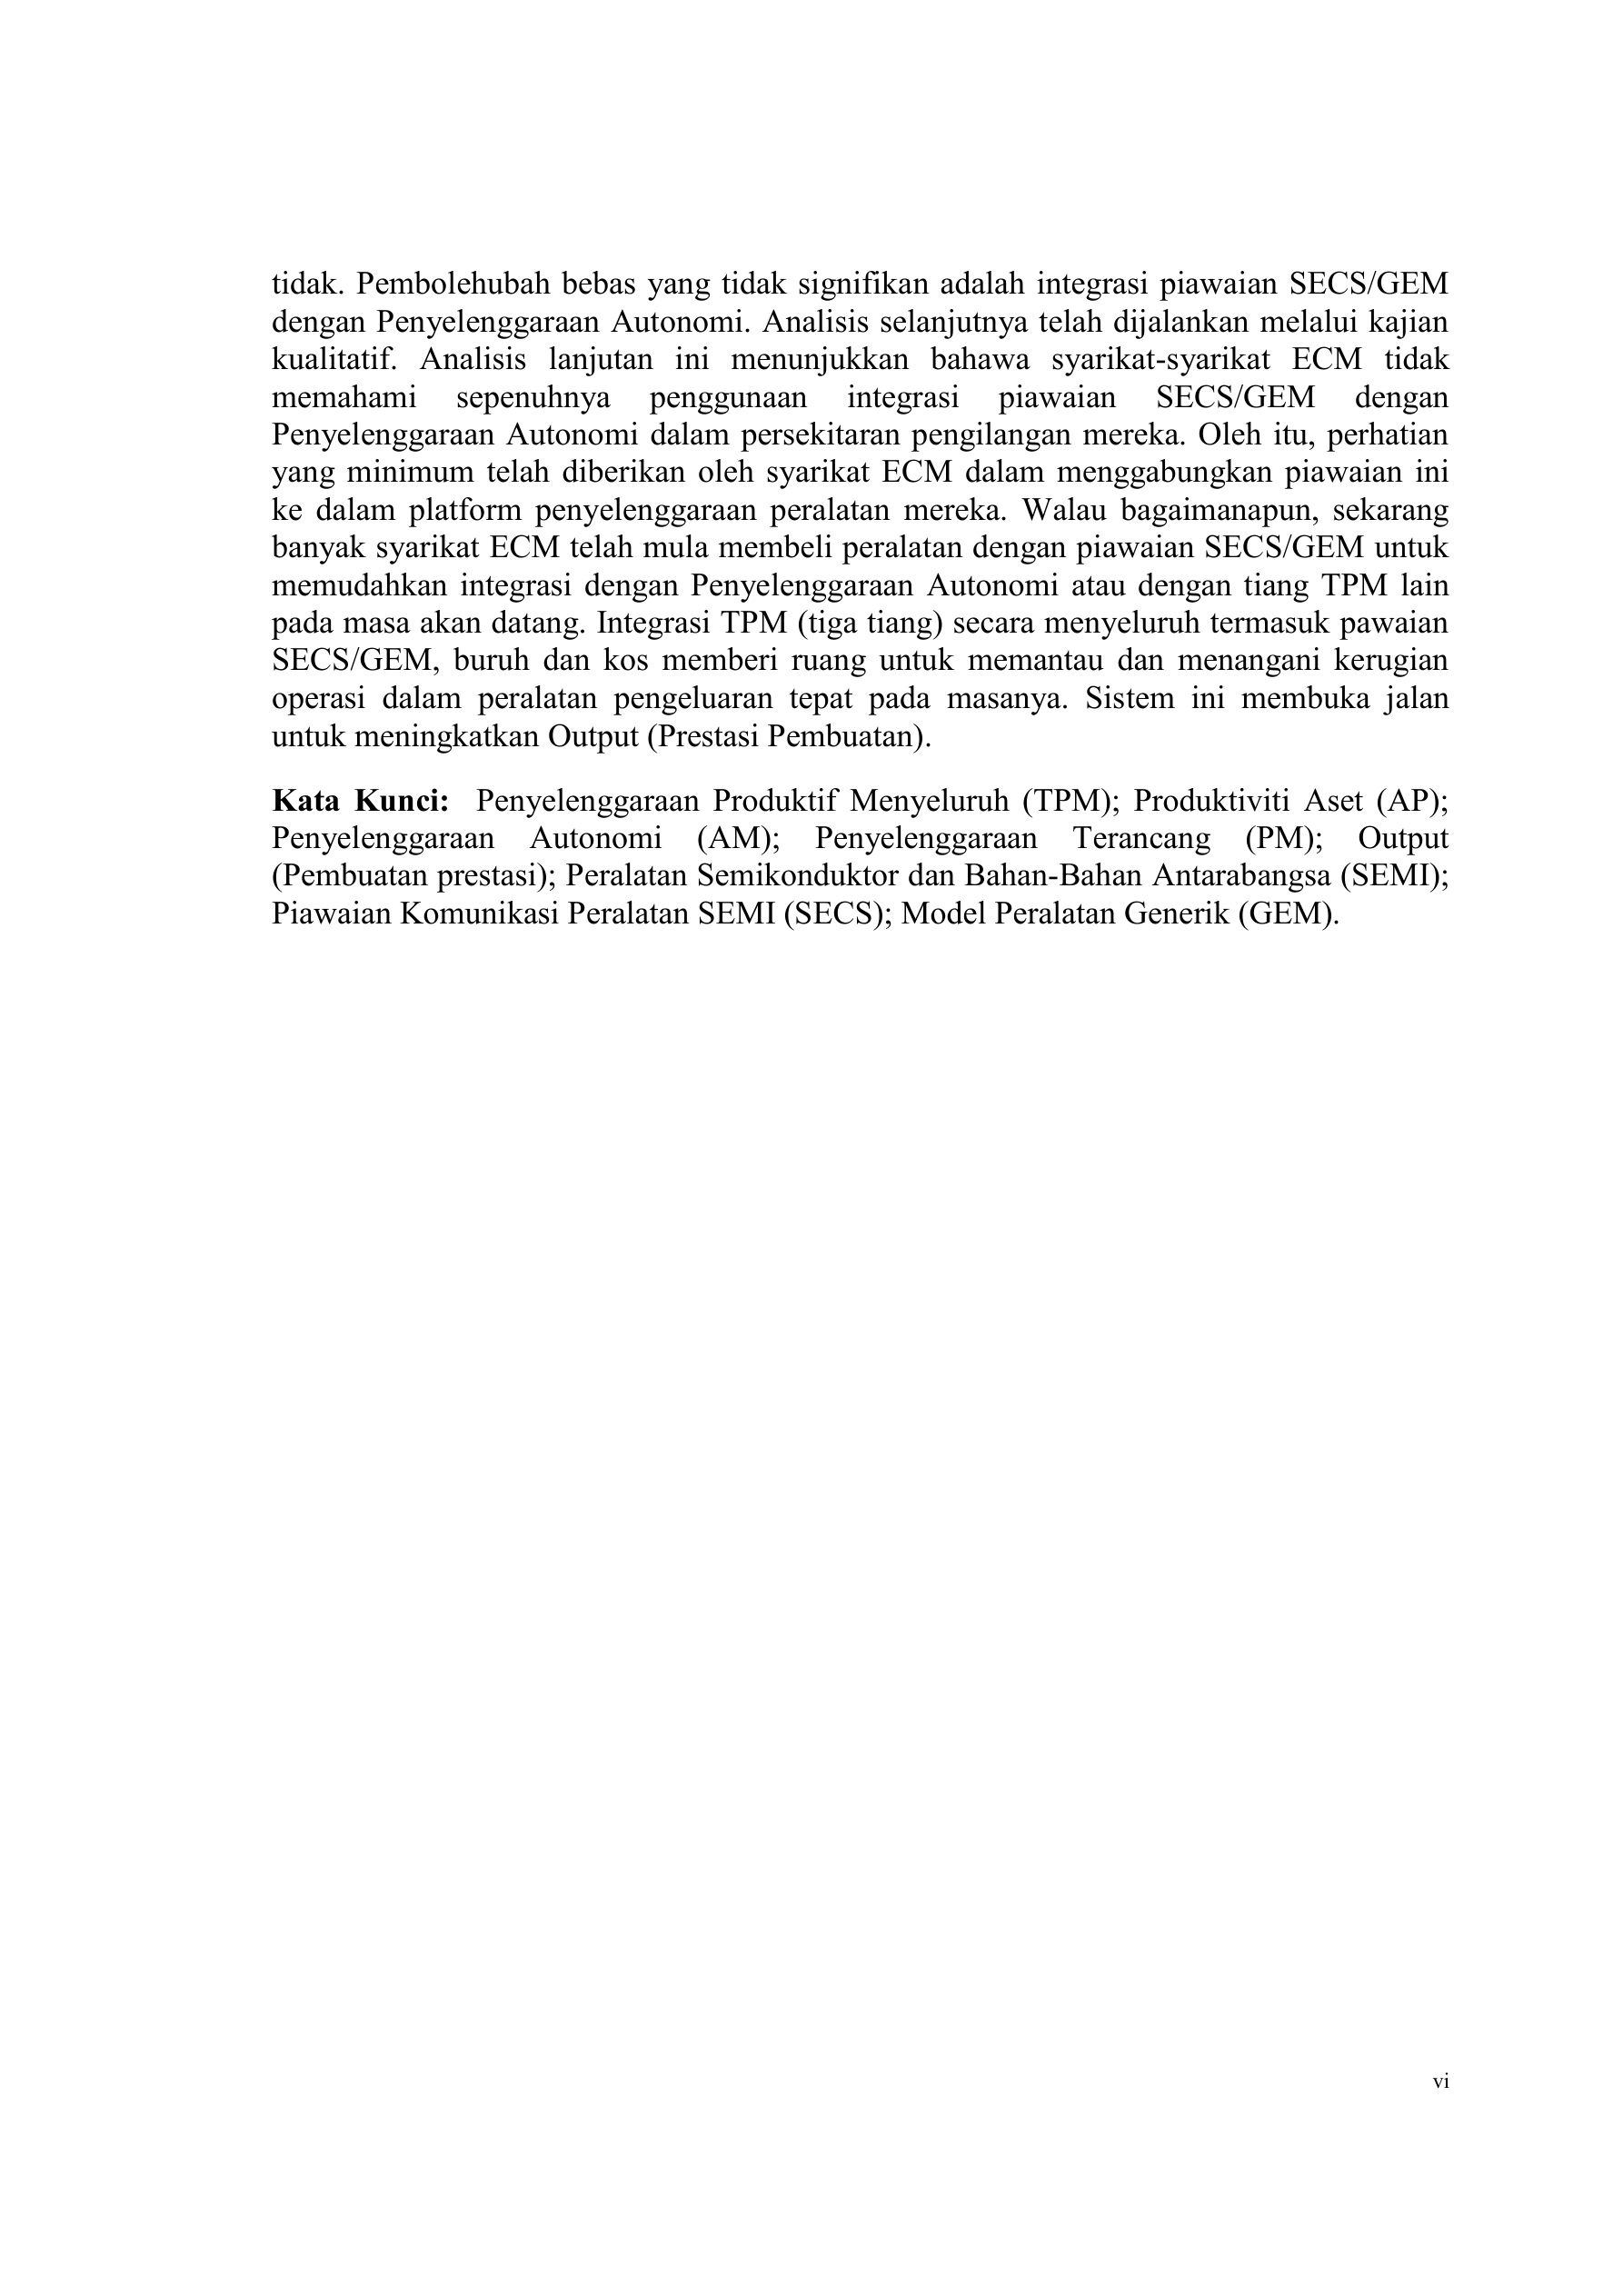 tidak. Pembolehubah bebas yang tidak signifikan adalah integrasi piawaian SECS/GEM
dengan Penyelenggaraan Autonomi. Analisis selanjutnya telah dijalankan melalui kajian
kualitatif. Analisis lanjutan ini menunjukkan bahawa syarikat-syarikat ECM tidak
memahami sepenuhnya penggunaan integrasi piawaian SECS/GEM dengan
Penyelenggaraan Autonomi dalam persekitaran pengilangan mereka. Oleh itu, perhatian
yang minimum telah diberikan oleh syarikat ECM dalam menggabungkan piawaian ini
ke dalam platform penyelenggaraan peralatan mereka. Walau bagaimanapun, sekarang
banyak syarikat ECM telah mula membeli peralatan dengan piawaian SECS/GEM untuk
memudahkan integrasi dengan Penyelenggaraan Autonomi atau dengan tiang TPM lain
pada masa akan datang. Integrasi TPM (tiga tiang) secara menyeluruh termasuk pawaian
SECS/GEM, buruh dan kos memberi ruang untuk memantau dan menangani kerugian
operasi dalam peralatan pengeluaran tepat pada masanya. Sistem ini membuka jalan
untuk meningkatkan Output (Prestasi Pembuatan).
Kata Kunci: Penyelenggaraan Produktif Menyeluruh (TPM); Produktiviti Aset (AP);
Penyelenggaraan Autonomi (AM); Penyelenggaraan Terancang (PM); Output
(Pembuatan prestasi); Peralatan Semikonduktor dan Bahan-Bahan Antarabangsa (SEMI);
Piawaian Komunikasi Peralatan SEMI (SECS); Model Peralatan Generik (GEM).
vi